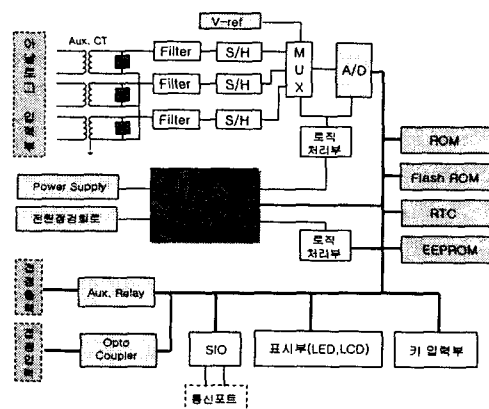 V-ref
Aux. CT
Filter
S/H
M
U
X
A/D
Filter
S/H
Filter
S/H
로직
처리부
ROM
Flash ROM
RTC
EEPROM
Power Supply
전원점검회로
로직
처리부
Aux. Relay
Opto
Coupler
SIO
표시부(LED,LCD)
키 입력부
통신포트